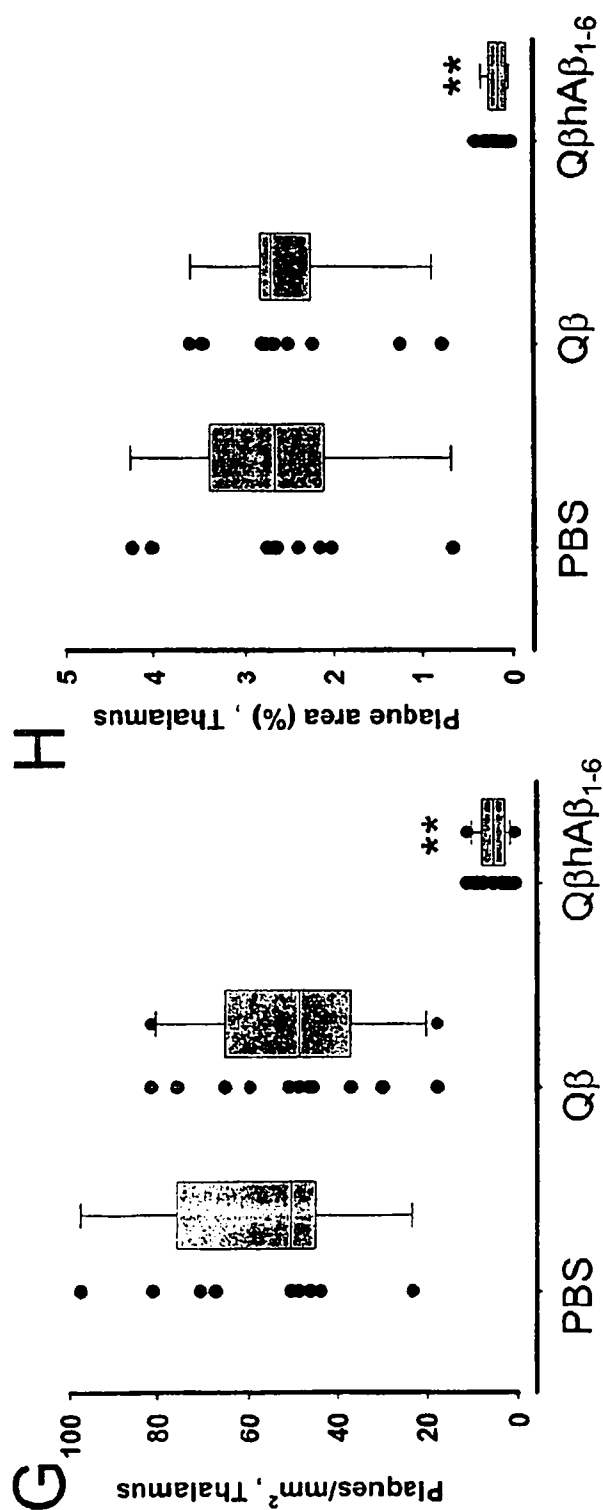 G
Plaques/mm², Thalamus
100
80
60
40
20
0
**
PBS
Qβ
QβhAβ1-6
H
Plaque area (%) , Thalamus
5
4
3
2
1
0
**
PBS
Qβ
QβhAβ1-6